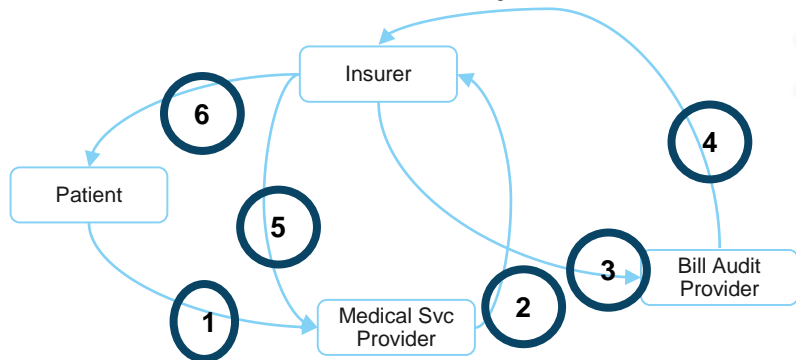 Insurer
6
4
Patient
5
3
Bill Audit
Provider
1
Medical Svc
Provider
2